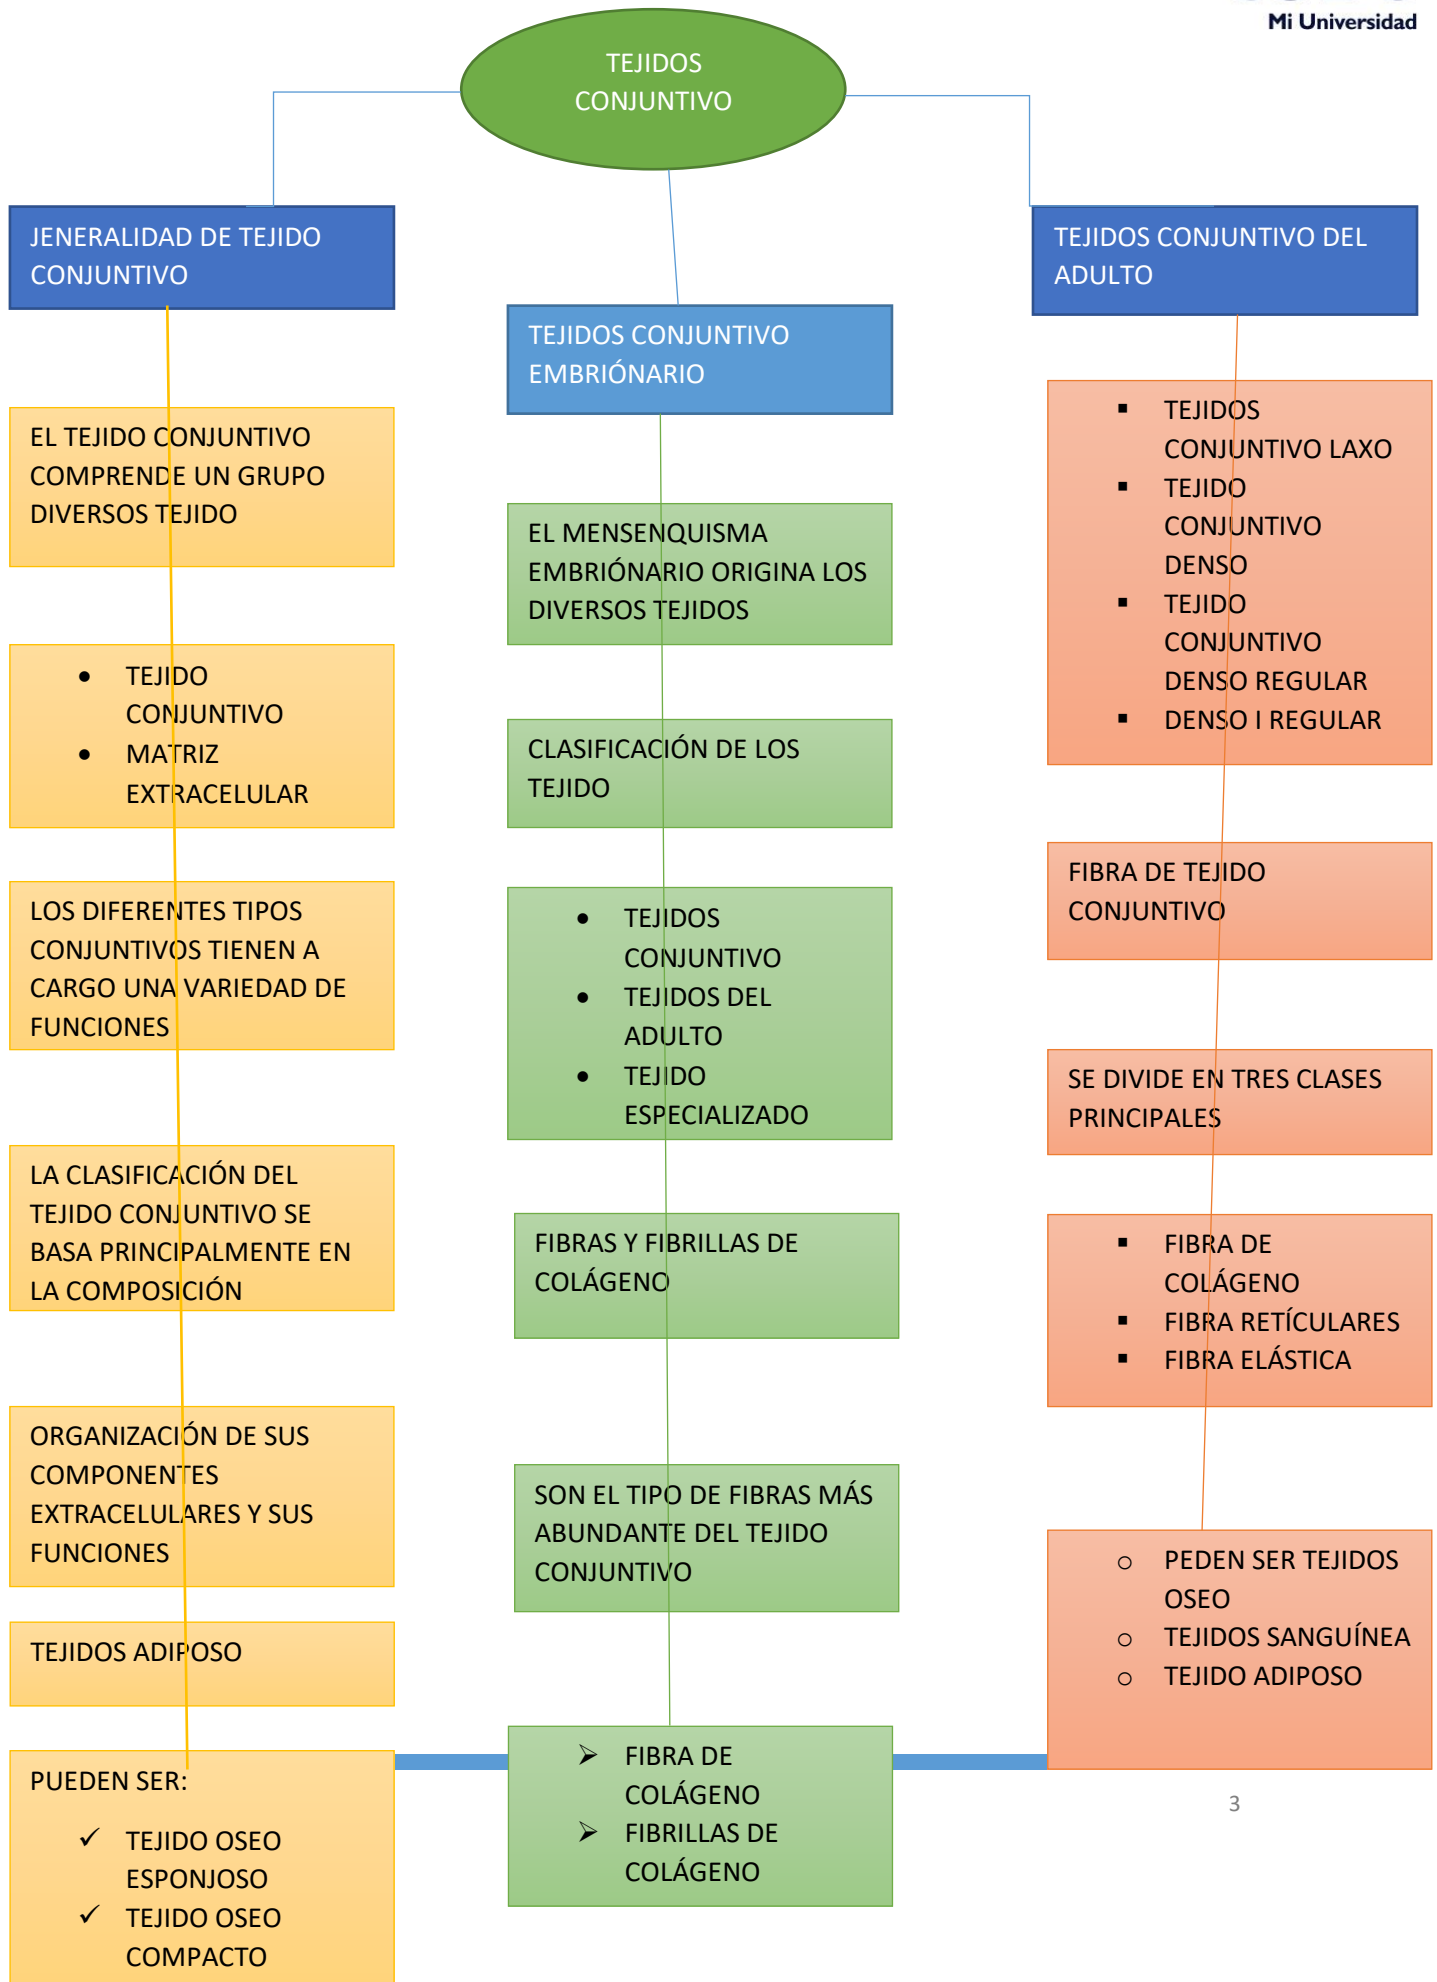 Mi Universidad
TEJIDOS
CONJUNTIVO
JENERALIDAD DE TEJIDO
CONJUNTIVO
EL TEJIDO CONJUNTIVO
COMPRENDE UN GRUPO
DIVERSOS TEJIDO
• TEJIDO
CONJUNTIVO
• MATRIZ
EXTRACELULAR
LOS DIFERENTES TIPOS
CONJUNTIVOS TIENEN A
CARGO UNA VARIEDAD DE
FUNCIONES
LA CLASIFICACIÓN DEL
TEJIDO CONJUNTIVO SE
BASA PRINCIPALMENTE EN
LA COMPOSICIÓN
ORGANIZACIÓN DE SUS
COMPONENTES
EXTRACELULARES Y SUS
FUNCIONES
TEJIDOS ADIPOSO
PUEDEN SER:
✓ TEJIDO OSEO
ESPONJOSO
✓ TEJIDO OSEO
COMPACTO
TEJIDOS CONJUNTIVO
EMBRIÓNARIO
EL MENSENQUISMA
EMBRIÓNARIO ORIGINA LOS
DIVERSOS TEJIDOS
CLASIFICACIÓN DE LOS
TEJIDO
• TEJIDOS
CONJUNTIVO
• TEJIDOS DEL
ADULTO
• TEJIDO
ESPECIALIZADO
FIBRAS Y FIBRILLAS DE
COLÁGENO
SON EL TIPO DE FIBRAS MÁS
ABUNDANTE DEL TEJIDO
CONJUNTIVO
➢ FIBRA DE
COLÁGENO
➢ FIBRILLAS DE
COLÁGENO
TEJIDOS CONJUNTIVO DEL
ADULTO
▪ TEJIDOS
CONJUNTIVO LAXO
▪ TEJIDO
CONJUNTIVO
DENSO
▪ TEJIDO
CONJUNTIVO
DENSO REGULAR
▪ DENSO I REGULAR
FIBRA DE TEJIDO
CONJUNTIVO
SE DIVIDE EN TRES CLASES
PRINCIPALES
▪ FIBRA DE
COLÁGENO
▪ FIBRA RETÍCULARES
▪ FIBRA ELÁSTICA
o PEDEN SER TEJIDOS
OSEO
o TEJIDOS SANGUÍNEA
o TEJIDO ADIPOSO
3